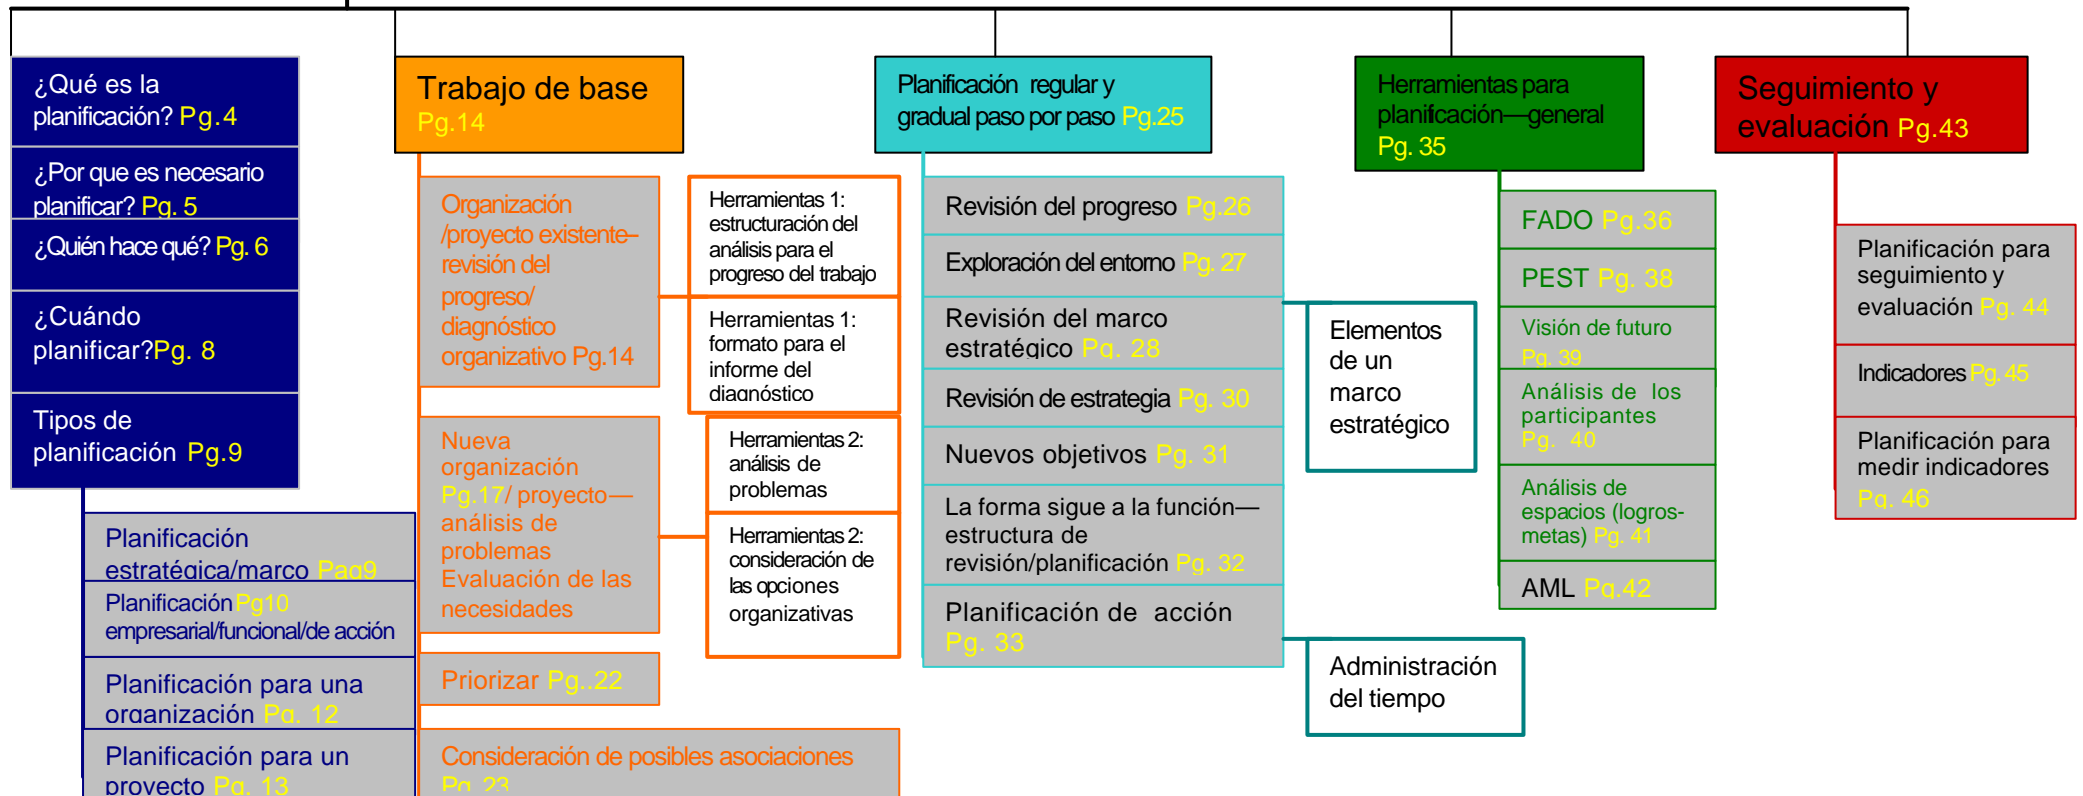 ¿Qué es la
planificación? Pg.4
¿Por que es necesario
planificar? Pg. 5
¿Quién hace qué? Pg. 6
¿Cuándo
planificar?Pg. 8
Tipos de
planificación Pg.9
Planificación
estratégica/marco Pag9
Planificación Pg10
empresarial/funcional/de acción
Planificación para una
organización Pg. 12
Planificación para un
proyecto Pg. 13
Trabajo de base
Pg.14
Organización
/proyecto existente—
revisión del
progreso/
diagnóstico
organizativo Pg.14
Herramientas 1:
estructuración del
análisis para el
progreso del trabajo
Herramientas 1:
formato para el
informe del
diagnóstico
Nueva
organización
Pg.17/ proyecto—
análisis de
problemas
Evaluación de las
necesidades
Herramientas 2:
análisis de
problemas
Herramientas 2:
consideración de
las opciones
organizativas
Priorizar Pg..22
Consideración de posibles asociaciones
Pg. 23
Planificación regular y
gradual paso por paso Pg.25
Revisión del progreso Pg.26
Exploración del entorno Pg. 27
Revisión del marco
estratégico Pg. 28
Revisión de estrategia Pg. 30
Nuevos objetivos Pg. 31
La forma sigue a la función—
estructura de
revisión/planificación Pg. 32
Planificación de acción
Pg. 33
Elementos
de un
marco
estratégico
Administración
del tiempo
Herramientas para
planificación—general
Pg. 35
FADO Pg.36
PEST Pg. 38
Visión de futuro
Pg. 39
Análisis de los
participantes
Pg. 40
Análisis de
espacios (logros-
metas) Pg. 41
AML Pg.42
Seguimiento y
evaluación Pg.43
Planificación para
seguimiento y
evaluación Pg. 44
Indicadores Pg. 45
Planificación para
medir indicadores
Pg. 46